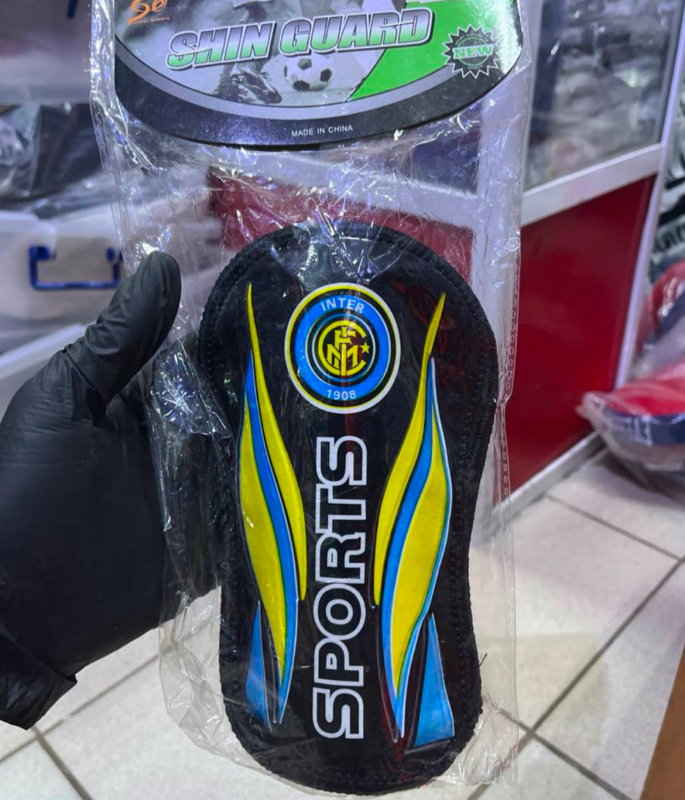 SHIN GUARD
NEW
MADE IN CHINA
INTER
1908
SPORTS